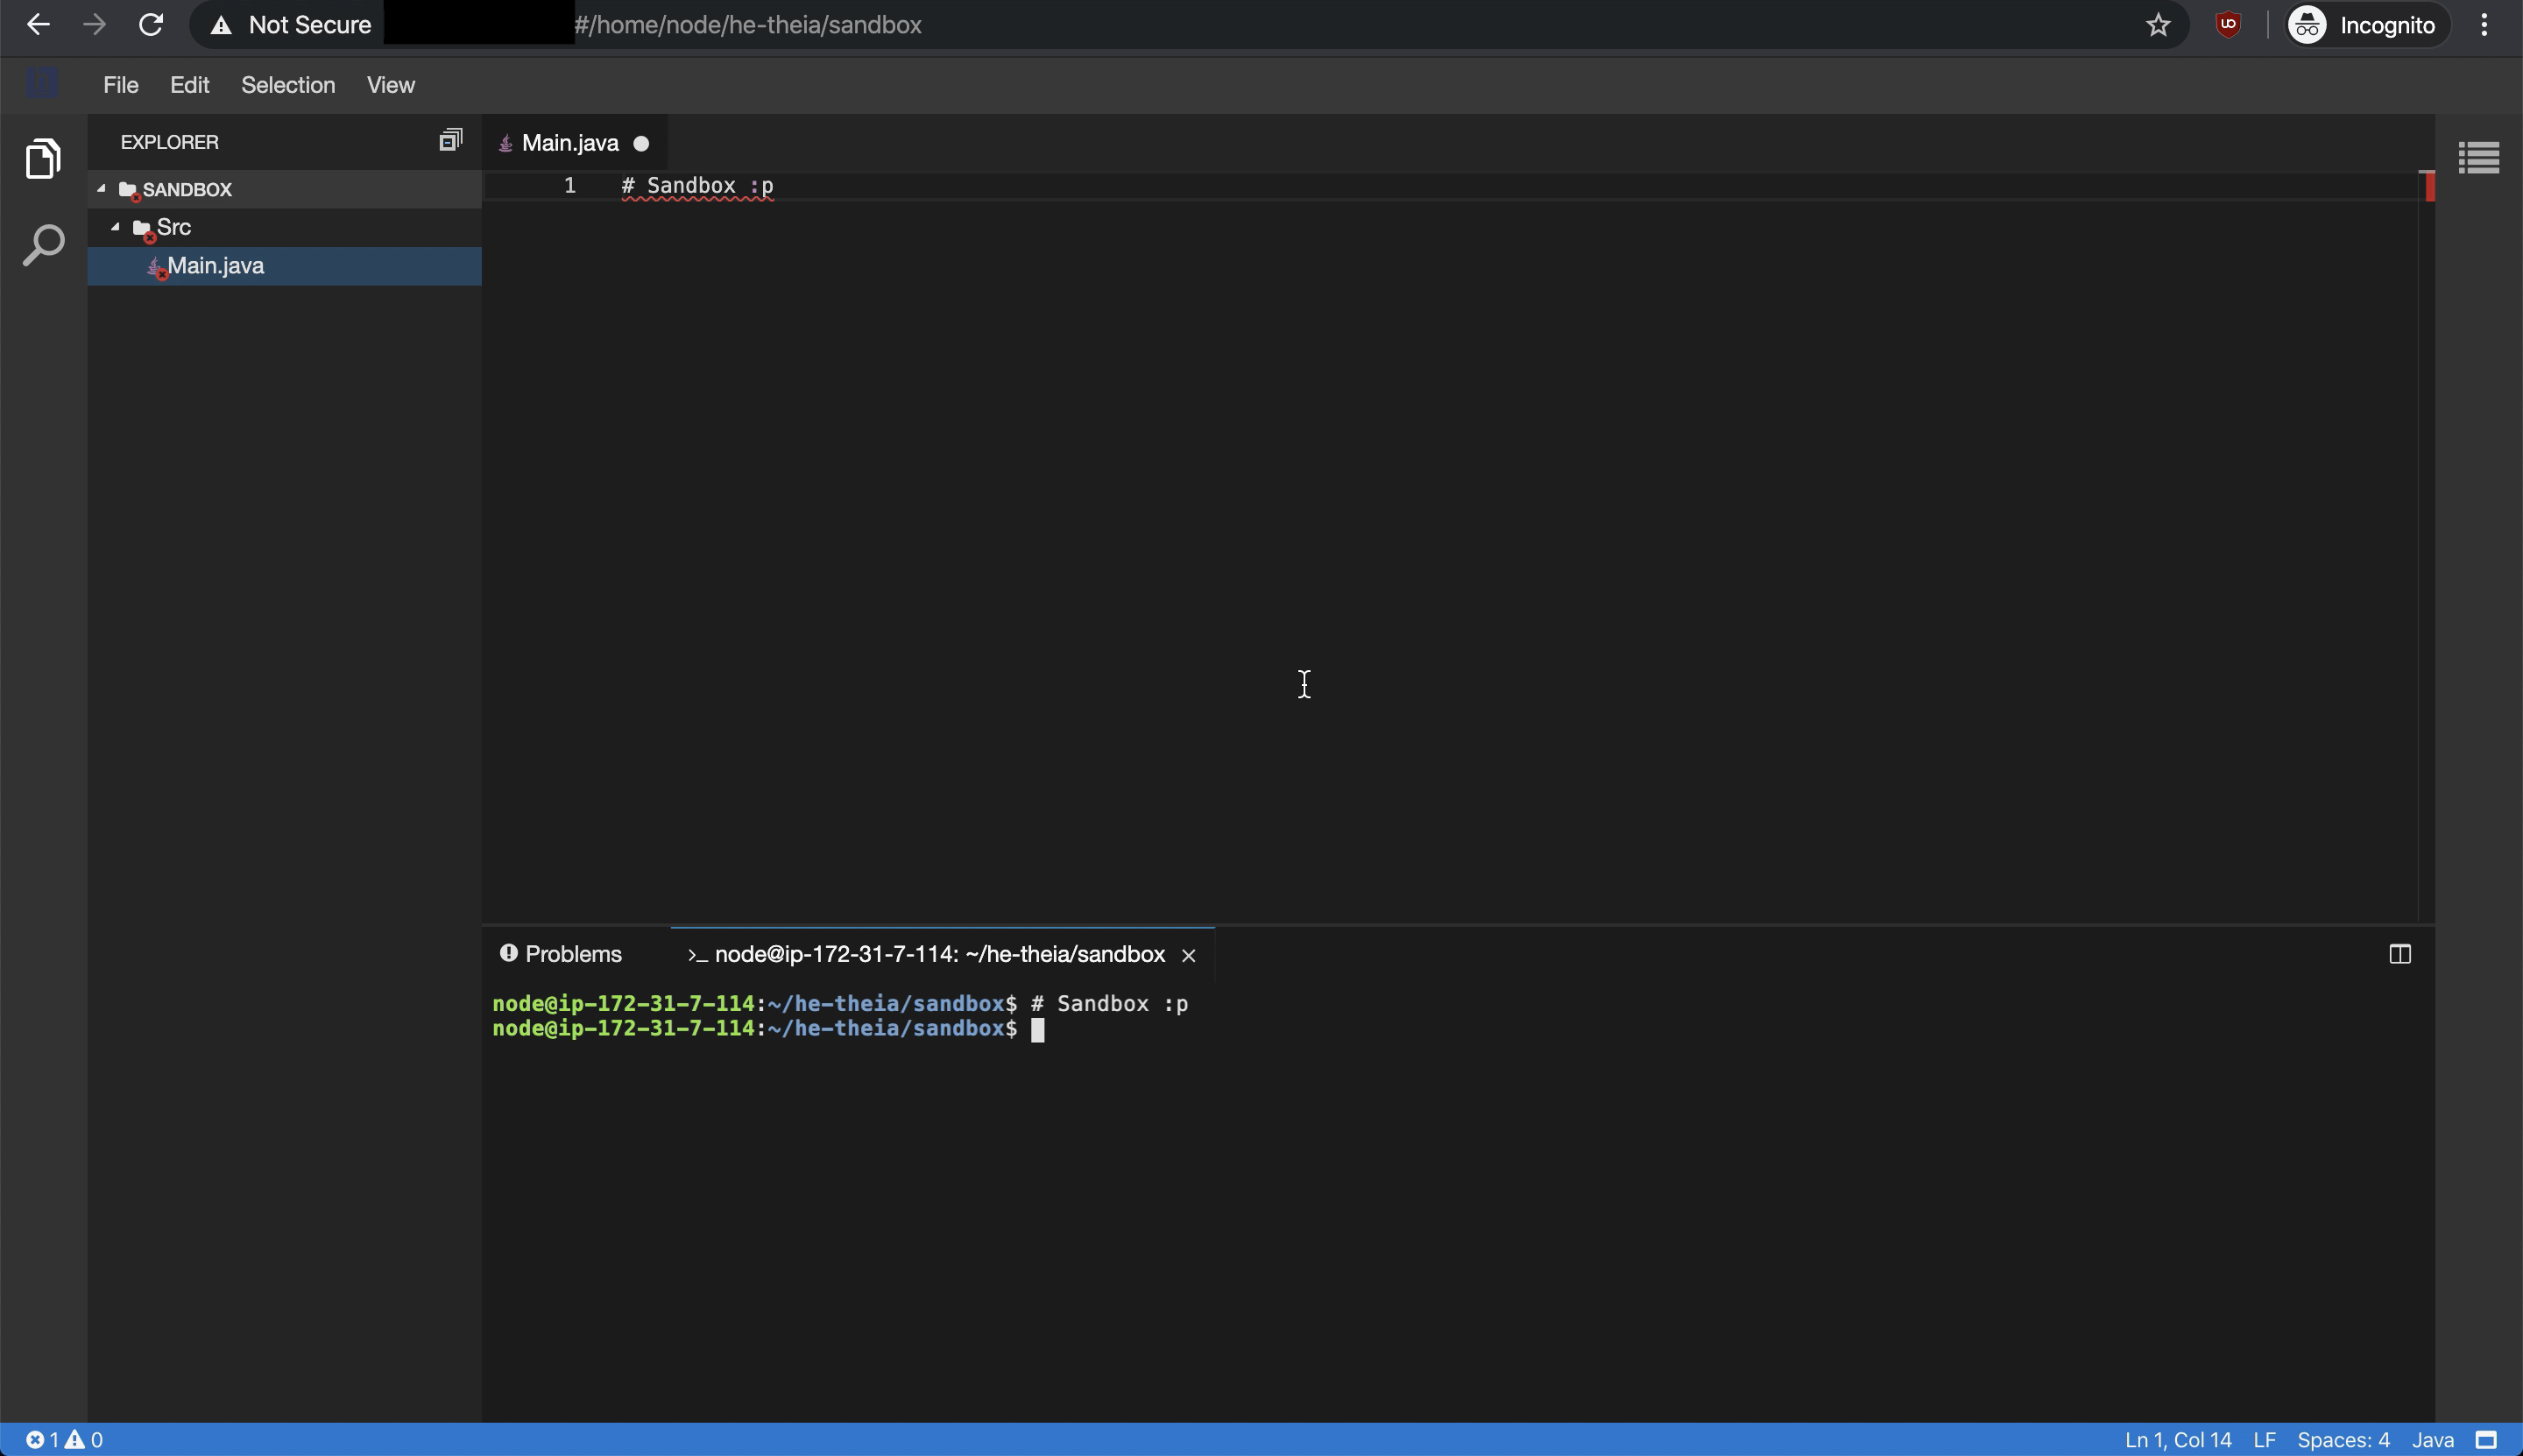 Not Secure #/home/node/he-theia/sandbox Incognito
File Edit Selection View
EXPLORER
SANDBOX
Src
Main.java
Main.java
1 # Sandbox :p
Problems >_ node@ip-172-31-7-114: ~/he-theia/sandbox
node@ip-172-31-7-114:~/he-theia/sandbox$ # Sandbox :p
node@ip-172-31-7-114:~/he-theia/sandbox$
1 0 Ln 1, Col 14 LF Spaces: 4 Java